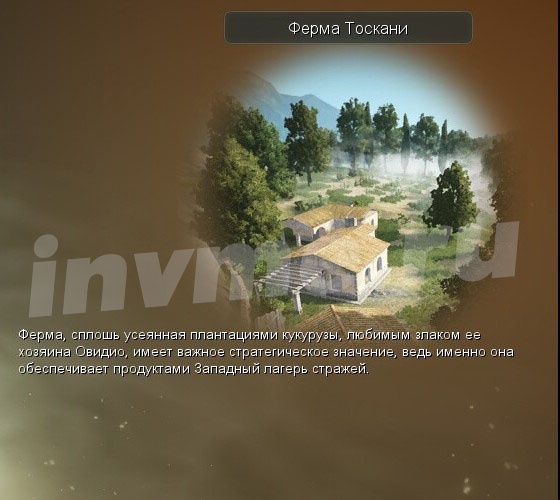 Ферма Тоскани
Ферма, сплошь усеянная плантациями кукурузы, любимым злаком ее
хозяина Овидио, имеет важное стратегическое значение, ведь именно она
обеспечивает продуктами Западный лагерь стражей.